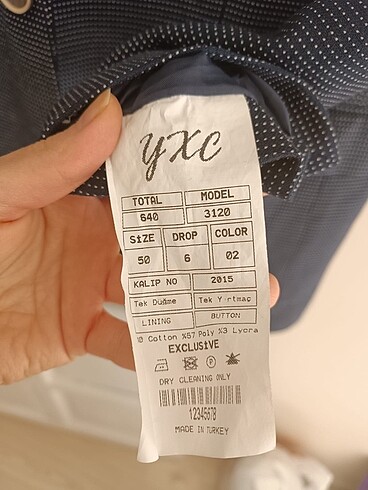 yxc
TOTAL MODEL
640 3120
SiZE DROP COLOR
50 6 02
KALIP NO 2015
Tek Düğme Tek Yırtmaç
LINING BUTTON
0 Cotton %57 Poly %3 Lycra
EXCLUSiVE
P
DRY CLEANING ONLY
12345678
MADE IN TURKEY